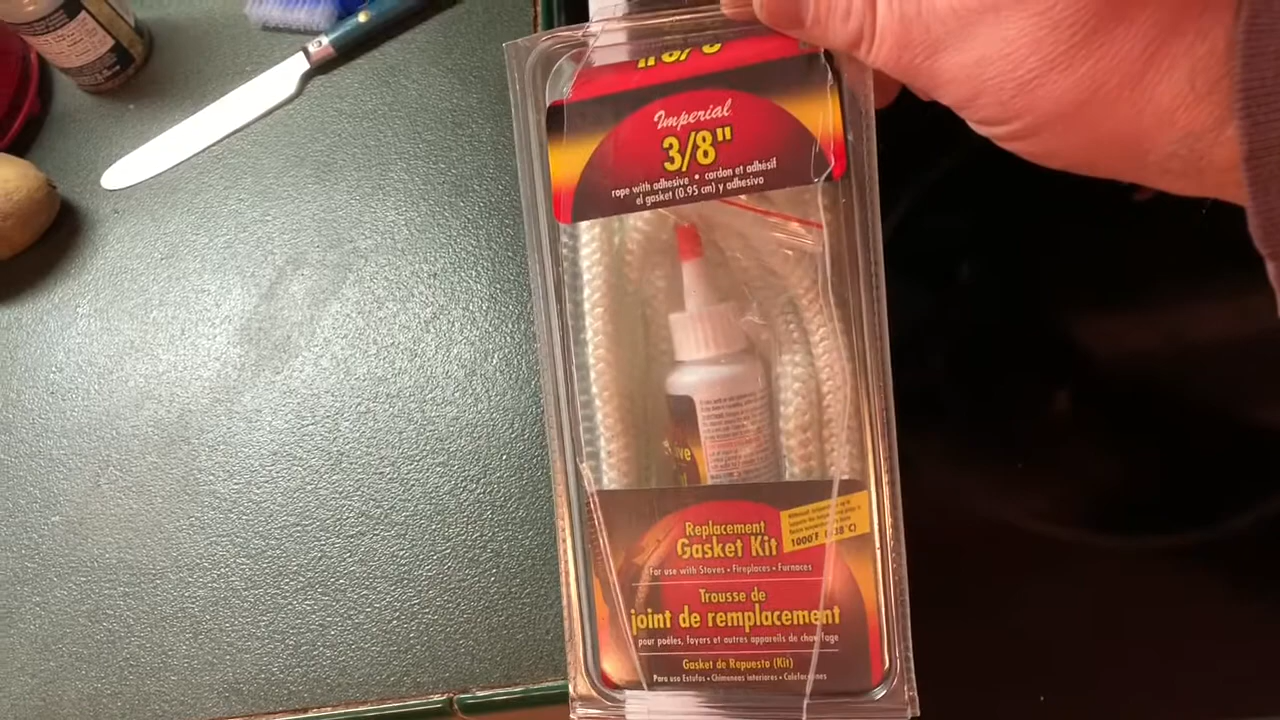 Imperial
3/8"
rope with adhesive • cordon et adhésif
el gasket (0.95 cm) y adhesivo
Replacement
Gasket Kit
For use with Stoves • Fireplaces • Furnaces
1000°F
Trousse de
joint de remplacement
pour poêles, foyers et autres appareils de chauffage
Gasket de Repuesto (Kit)
Para uso Estufas • Chimeneas interiores • Calefacciones